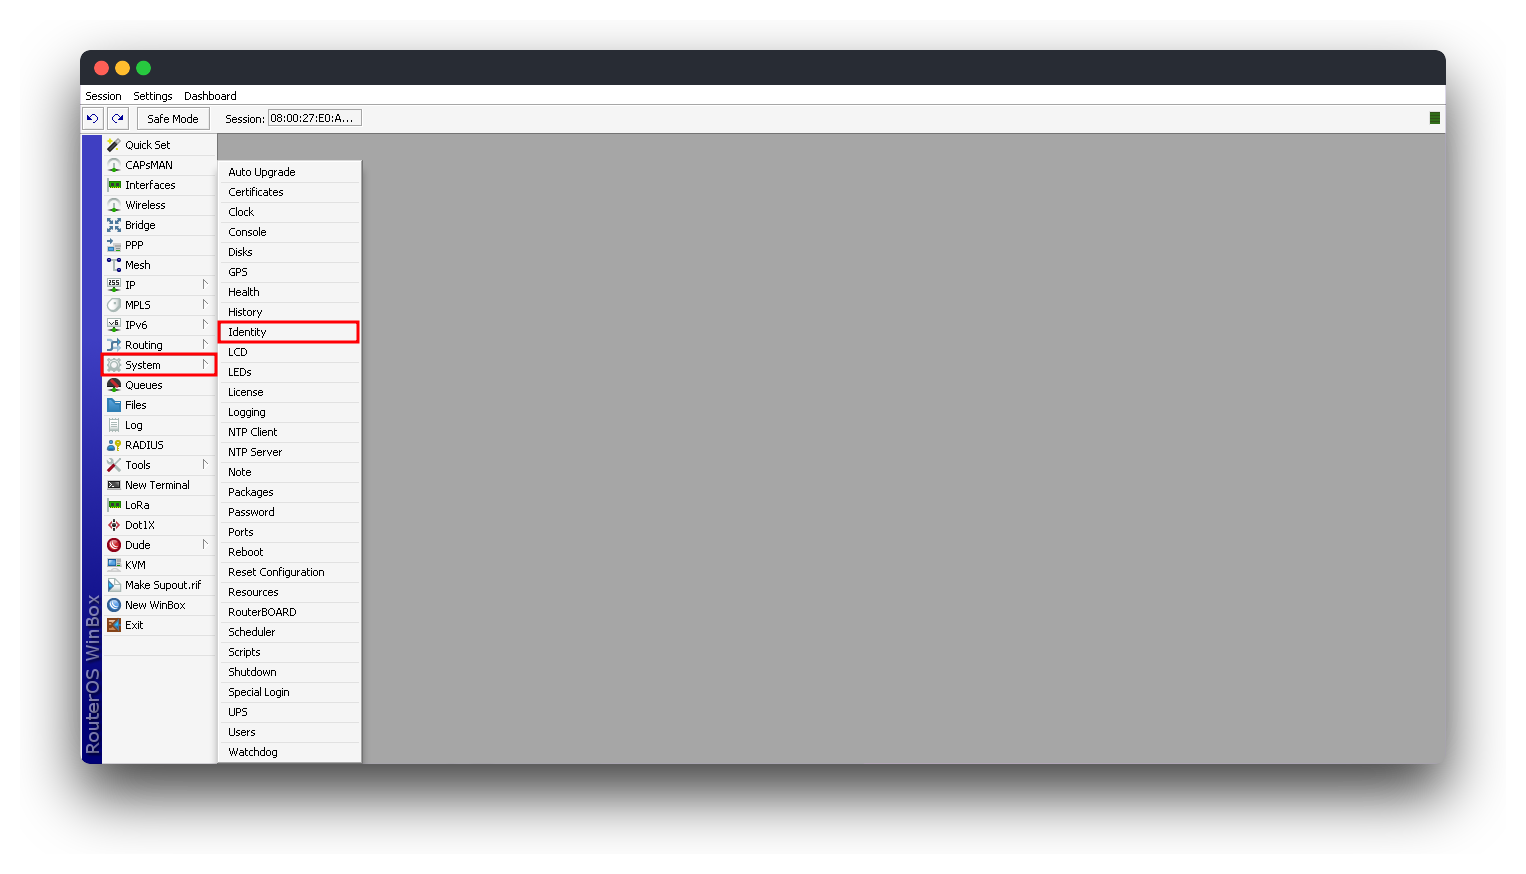 Session Settings Dashboard
Safe Mode Session: 08:00:27:E0:A...
Quick Set
CAPsMAN
Interfaces
Wireless
Bridge
PPP
Mesh
255
IP
MPLS
v6
IPv6
Routing
System
Queues
Files
Log
RADIUS
Tools
New Terminal
LoRa
Dot1X
Dude
KVM
Make Supout.rif
New WinBox
Exit
RouterOS WinBox
Auto Upgrade
Certificates
Clock
Console
Disks
GPS
Health
History
Identity
LCD
LEDs
License
Logging
NTP Client
NTP Server
Note
Packages
Password
Ports
Reboot
Reset Configuration
Resources
RouterBOARD
Scheduler
Scripts
Shutdown
Special Login
UPS
Users
Watchdog